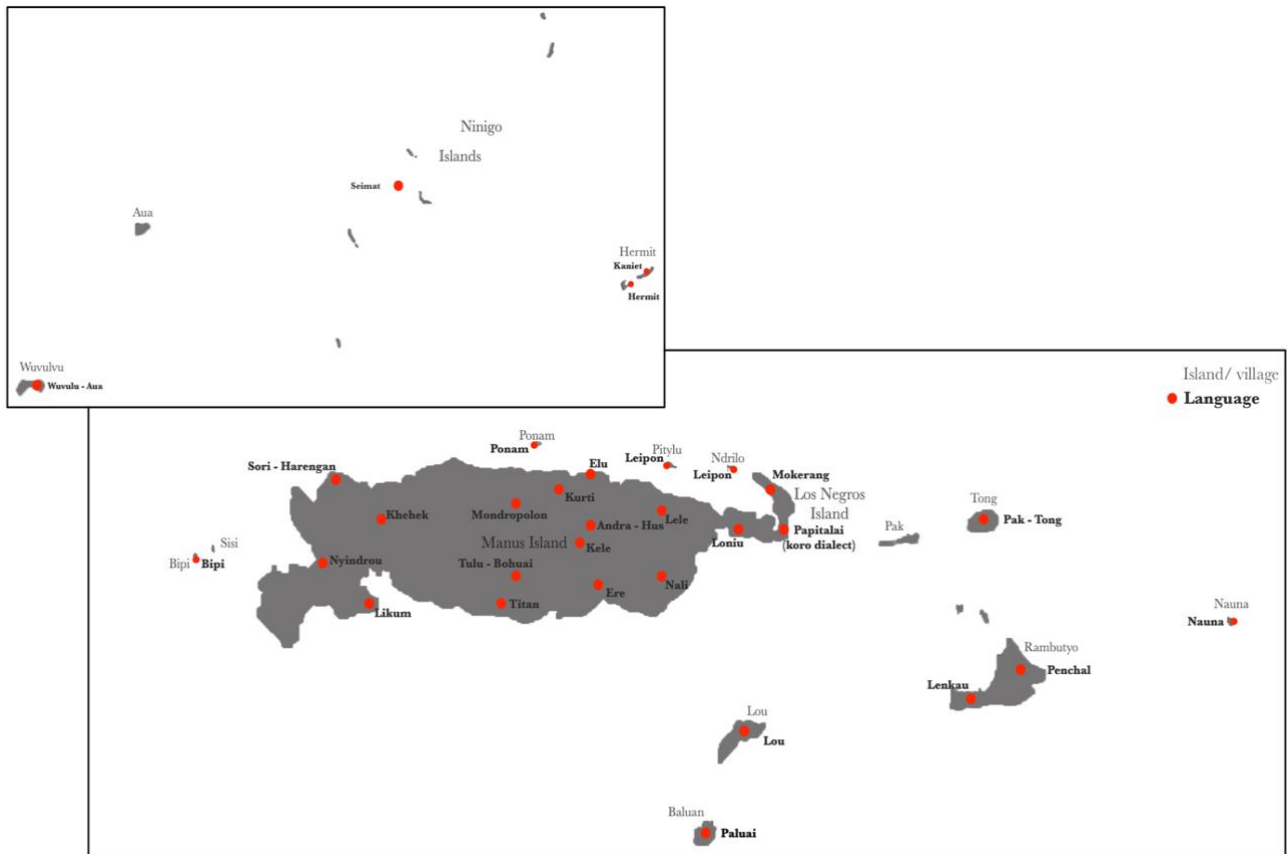 Ninigo
Islands
Seimat
Aua
Hermit
Kaniet
Hermit
Wuvulvu
Wuvulu - Aua
Island/ village
Language
Ponam
Ponam
Elu
Pitylu
Leipon
Ndrilo
Leipon
Mokerang
Sori - Harengan
Kurti
Los Negros
Island
Khehek
Mondropolon
Lele
Tong
Pak - Tong
Andra - Hus
Loniu
Papitalai
(koro dialect)
Pak
Manus Island
Kele
Sisi
Bipi
Bipi
Nyindrou
Tulu - Bohuai
Ere
Nali
Likum
Titan
Nauna
Nauna
Rambutyo
Penchal
Lenkau
Lou
Lou
Baluan
Paluai